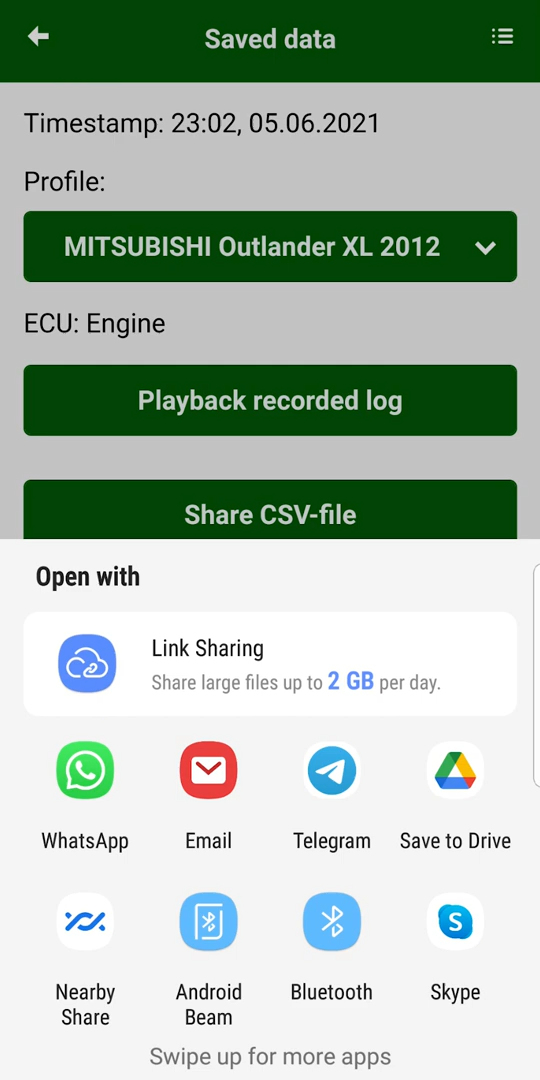 Saved data
Timestamp: 23:02, 05.06.2021
Profile:
MITSUBISHI Outlander XL 2012
ECU: Engine
Playback recorded log
Share CSV-file
Open with
Link Sharing
Share large files up to 2 GB per day.
WhatsApp
Email
Telegram
Save to Drive
Nearby
Share
Android
Beam
Bluetooth
S
Skype
Swipe up for more apps